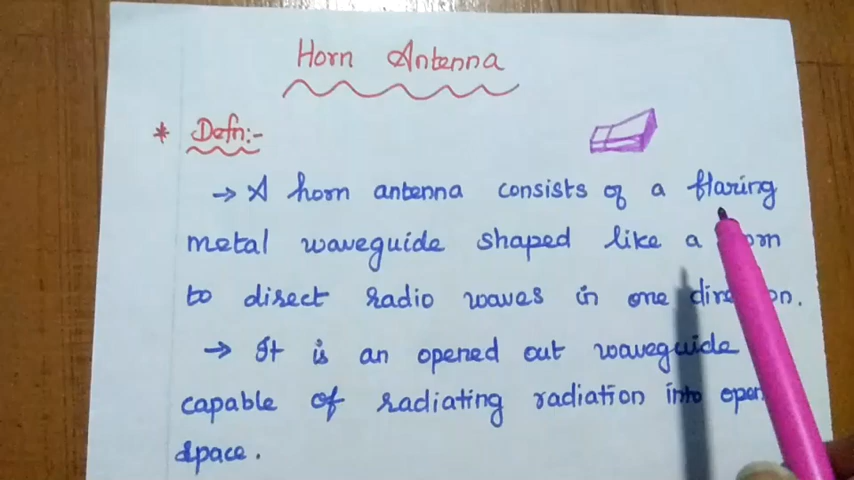 Horn Antenna
* Defn:-
→ A horn antenna consists of a flaring
metal waveguide shaped like a
to direct radio waves in one
→ It is an opened out waveguide
capable of radiating radiation into open
space.